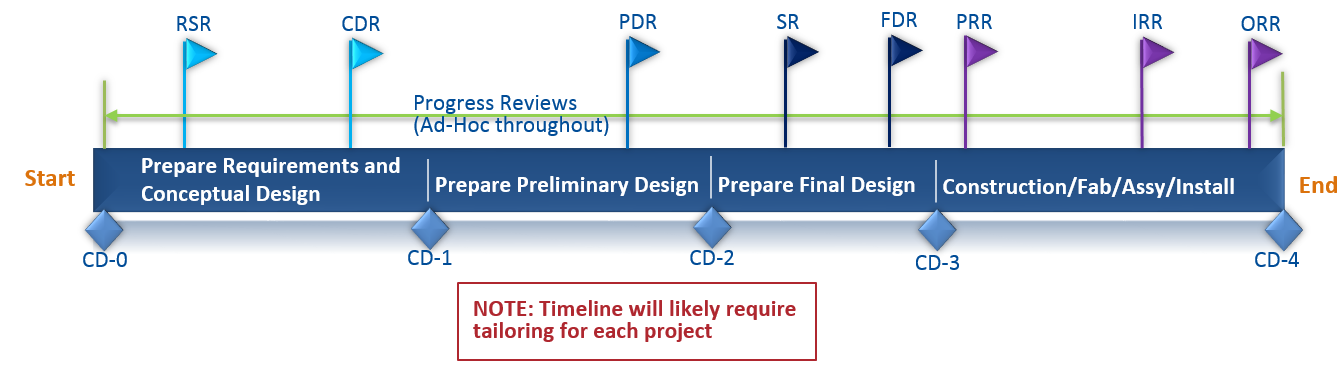 RSR
CDR
PDR
SR
FDR
PRR
IRR
ORR
Progress Reviews
(Ad-Hoc throughout)
Start
Prepare Requirements and
Conceptual Design
Prepare Preliminary Design
Prepare Final Design
Construction/Fab/Assy/Install
End
CD-0
CD-1
CD-2
CD-3
CD-4
NOTE: Timeline will likely require
tailoring for each project